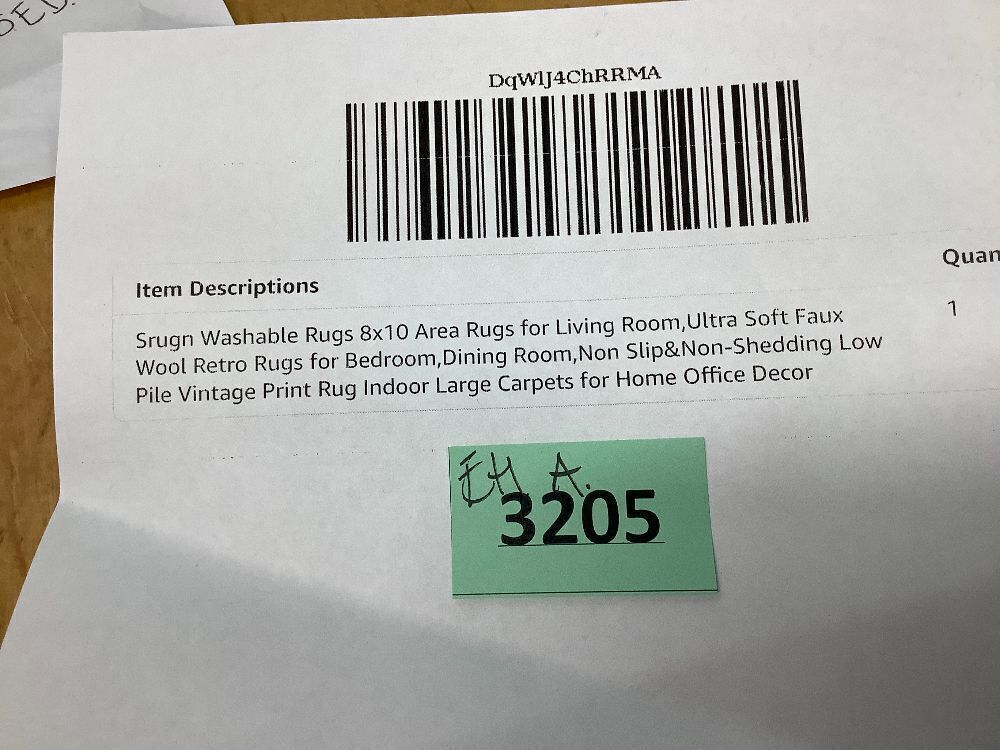 DqWlJ4ChRRMA
Item Descriptions
Quan
Srugn Washable Rugs 8x10 Area Rugs for Living Room,Ultra Soft Faux
1
Wool Retro Rugs for Bedroom,Dining Room,Non Slip&Non-Shedding Low
Pile Vintage Print Rug Indoor Large Carpets for Home Office Decor
EH A.
3205